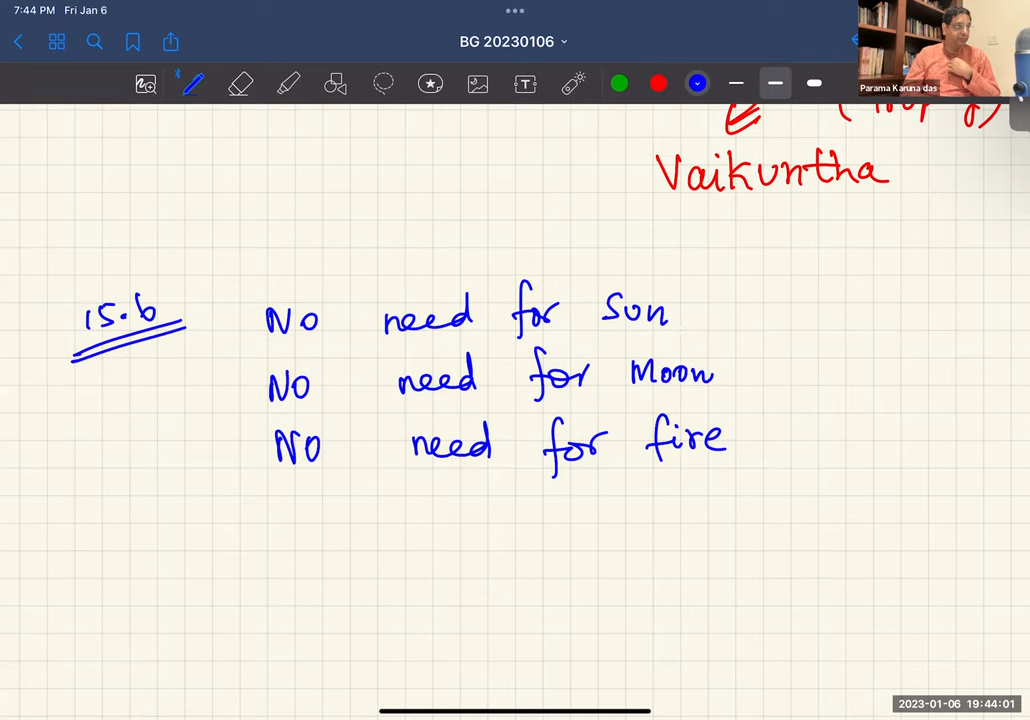 7:44 PM Fri Jan 6
BG 20230106
Parama Karuna das
Vaikuntha
15.6 No need for Sun
No need for Moon
No need for fire
2023-01-06 19:44:01